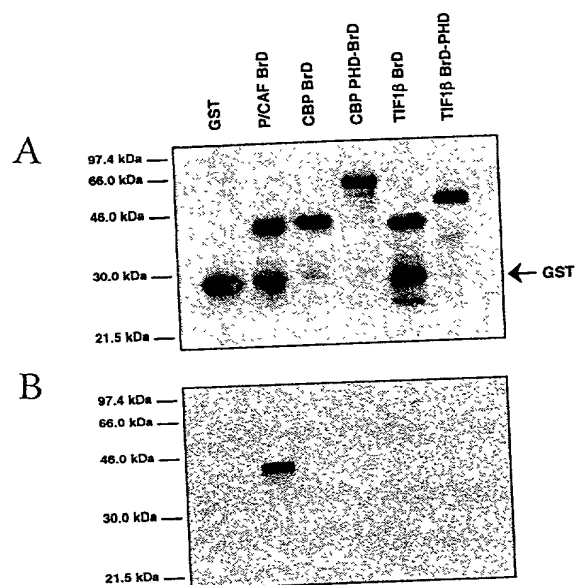 GST
P/CAF BrD
CBP BrD
CBP PHD-BrD
TIF1β BrD
TIF1β BrD-PHD
A
97.4 kDa
66.0 kDa
46.0 kDa
30.0 kDa
GST
21.5 kDa
B
97.4 kDa
66.0 kDa
46.0 kDa
30.0 kDa
21.5 kDa